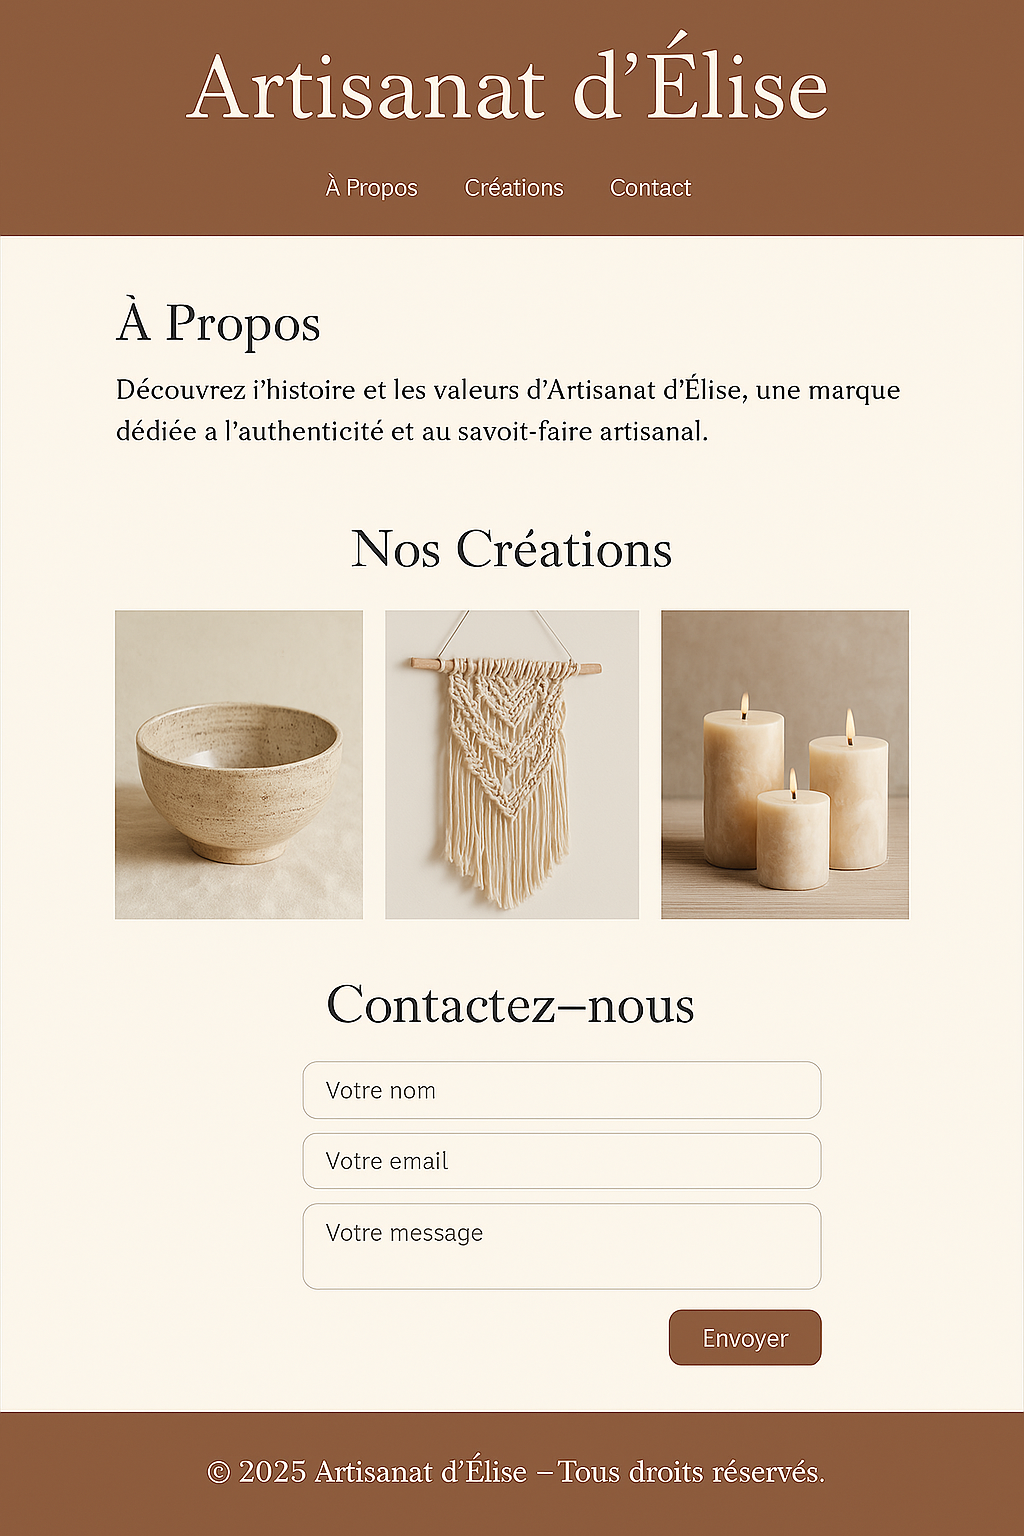 Artisanat d’Élise
À Propos Créations Contact
À Propos
Découvrez i’histoire et les valeurs d’Artisanat d’Élise, une marque
dédiée a l’authenticité et au savoit-faire artisanal.
Nos Créations
Contactez–nous
Votre nom
Votre email
Votre message
Envoyer
© 2025 Artisanat d’Élise – Tous droits réservés.